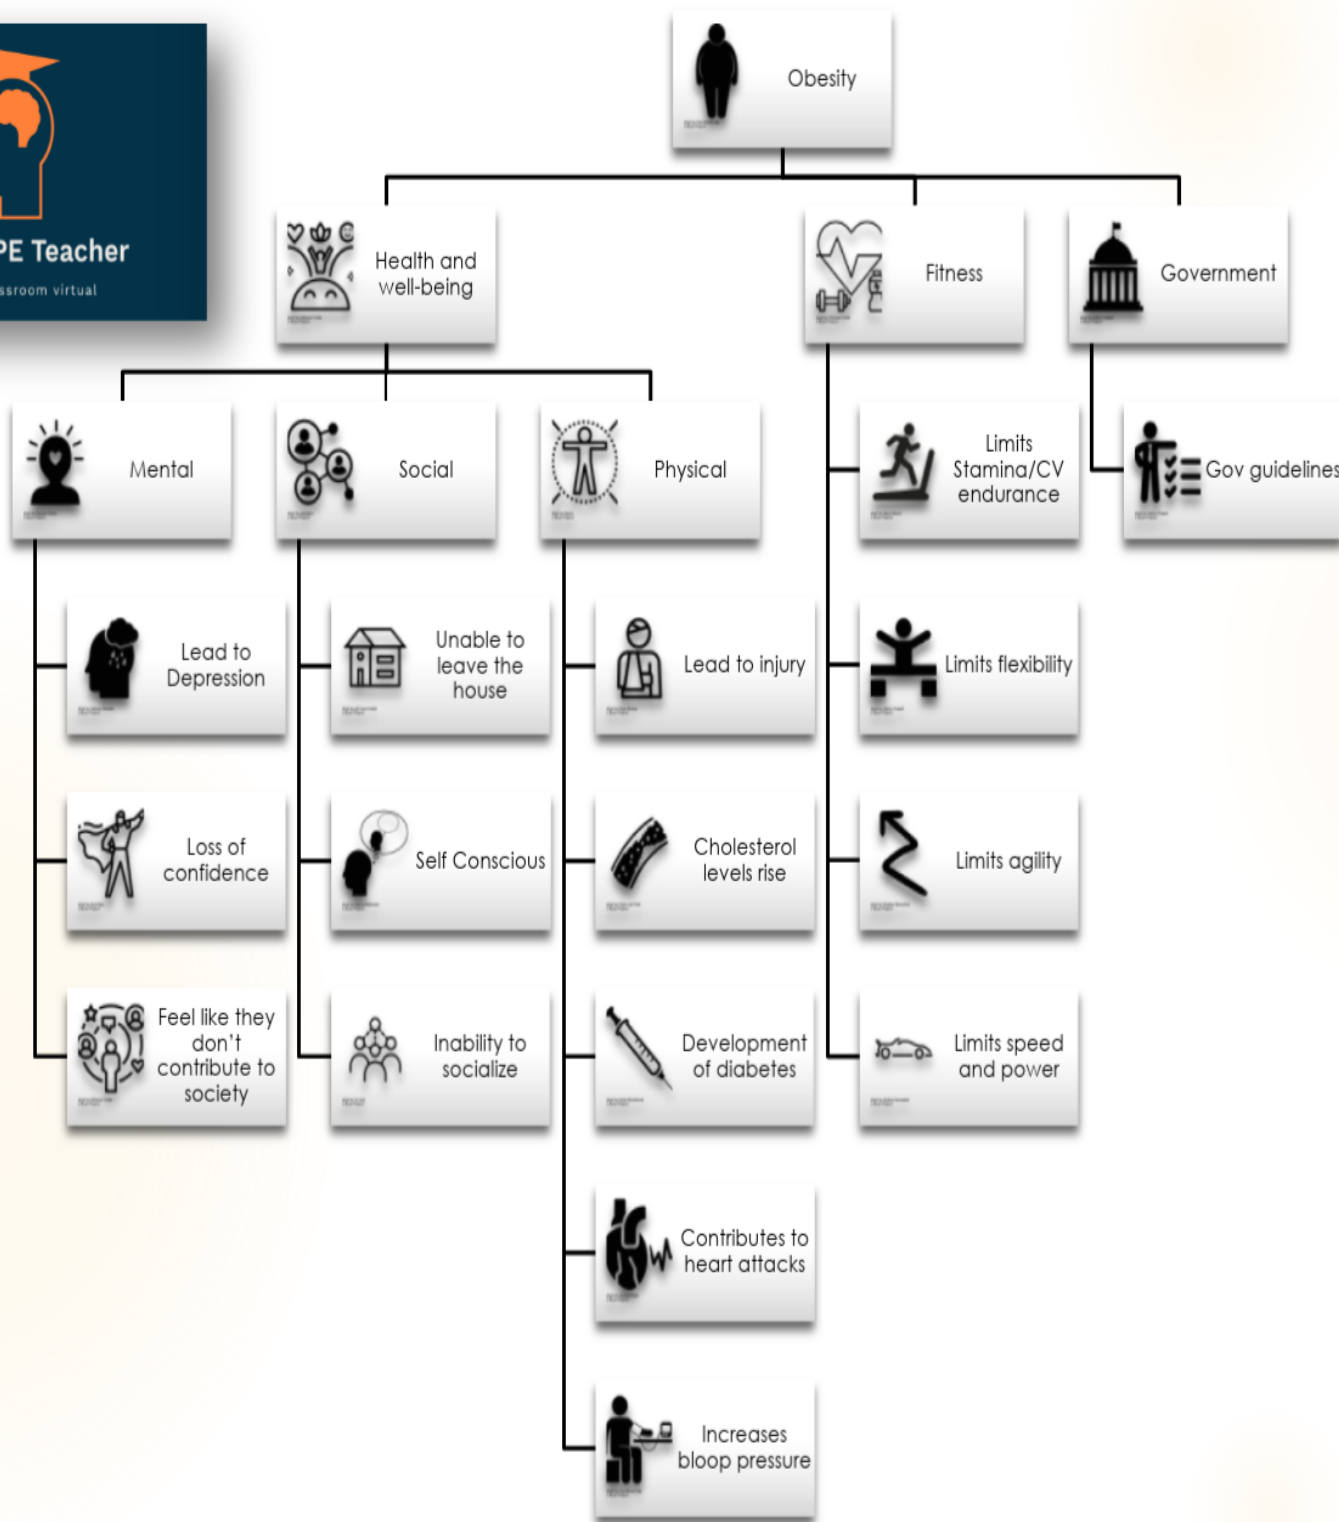 PE Teacher
ssroom virtual
Obesity
Health and
well-being
Fitness
Government
Mental
Social
Physical
Limits
Stamina/CV
endurance
Gov guidelines
Lead to
Depression
Unable to
leave the
house
Lead to injury
Limits flexibility
Loss of
confidence
Self Conscious
Cholesterol
levels rise
Limits agility
Feel like they
don't
contribute to
society
Inability to
socialize
Development
of diabetes
Limits speed
and power
Contributes to
heart attacks
Increases
bloop pressure